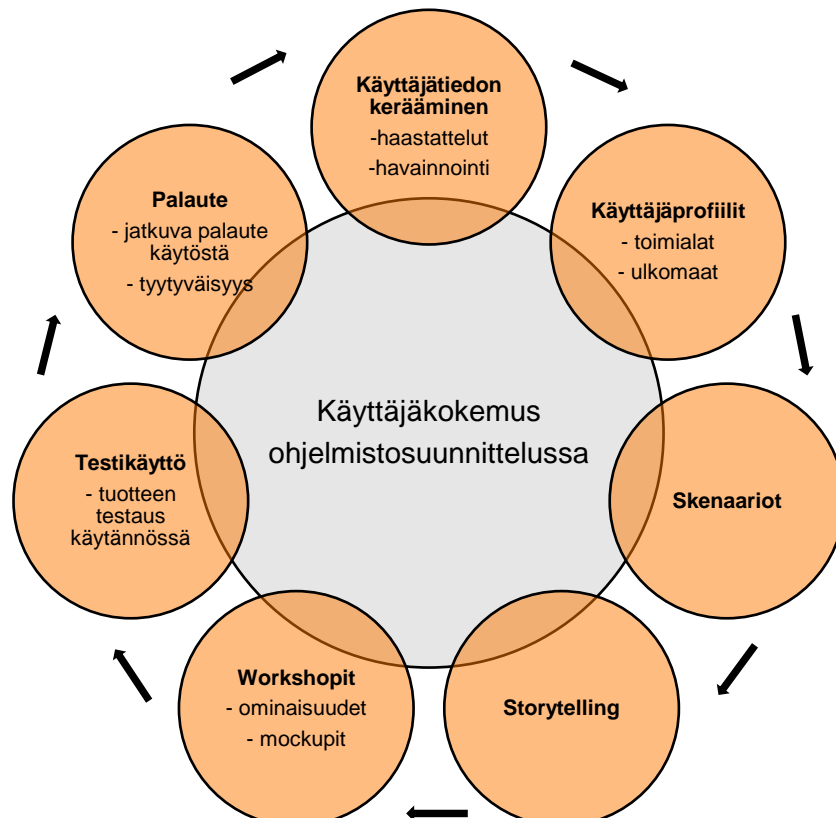 Käyttäjätiedon
kerääminen
-haastattelut
-havainnointi
Käyttäjäprofiilit
- toimialat
- ulkomaat
Skenaariot
Storytelling
Workshopit
- ominaisuudet
- mockupit
Testikäyttö
- tuotteen
testaus
käytännössä
Palaute
- jatkuva palaute
käytöstä
- tyytyväisyys
Käyttäjäkokemus
ohjelmistosuunnittelussa